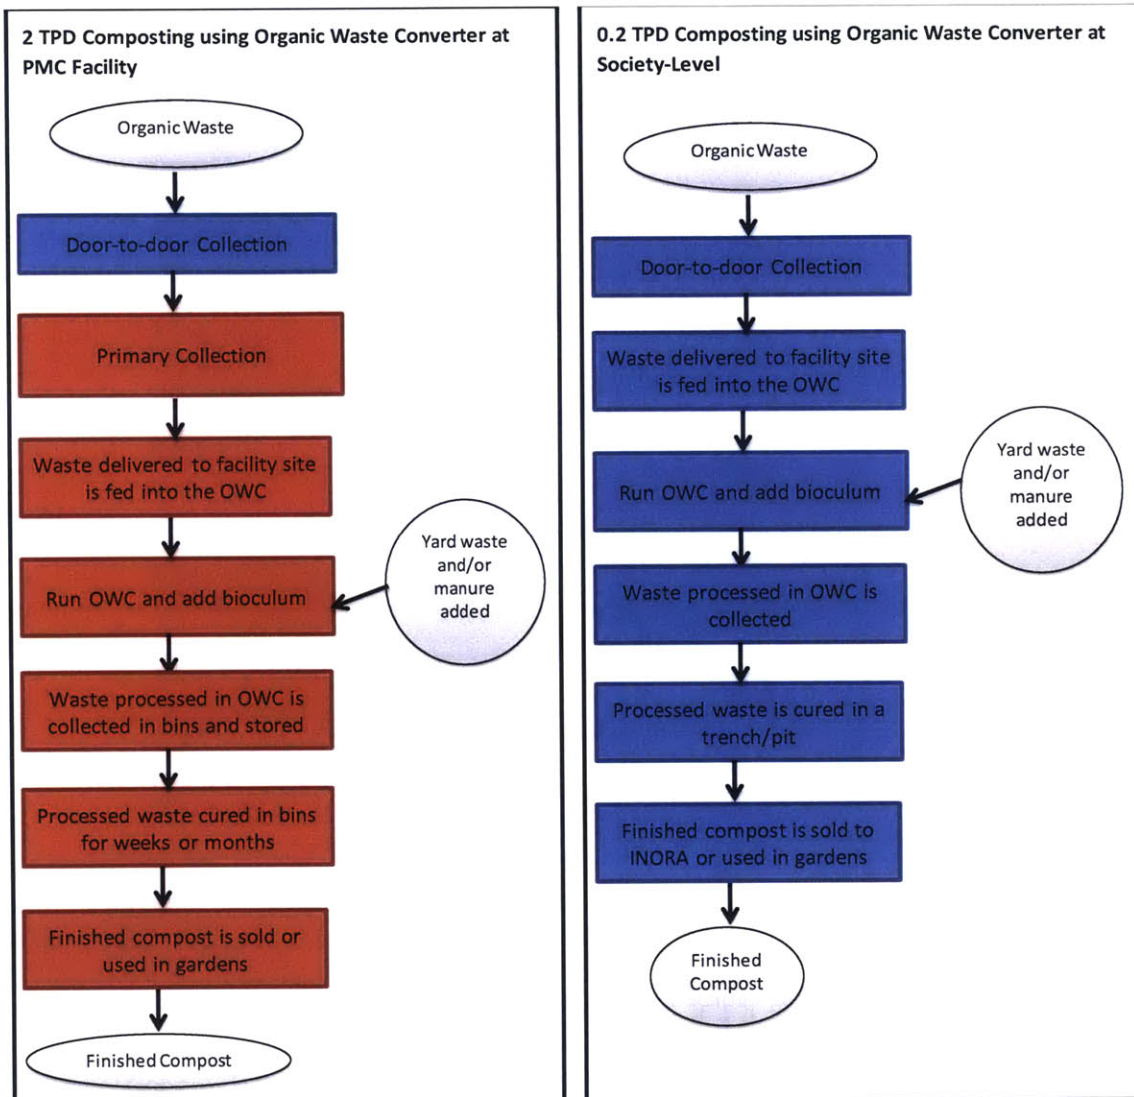 2 TPD Composting using Organic Waste Converter at
PMC Facility
Organic Waste
Door-to-door Collection
Primary Collection
Waste delivered to facility site
is fed into the OWC
Run OWC and add bioculum
Yard waste
and/or
manure
added
Waste processed in OWC is
collected in bins and stored
Processed waste cured in bins
for weeks or months
Finished compost is sold or
used in gardens
Finished Compost
0.2 TPD Composting using Organic Waste Converter at
Society-Level
Organic Waste
Door-to-door Collection
Waste delivered to facility site
is fed into the OWC
Run OWC and add bioculum
Yard waste
and/or
manure
added
Waste processed in OWC is
collected
Processed waste is cured in a
trench/pit
Finished compost is sold to
INORA or used in gardens
Finished
Compost